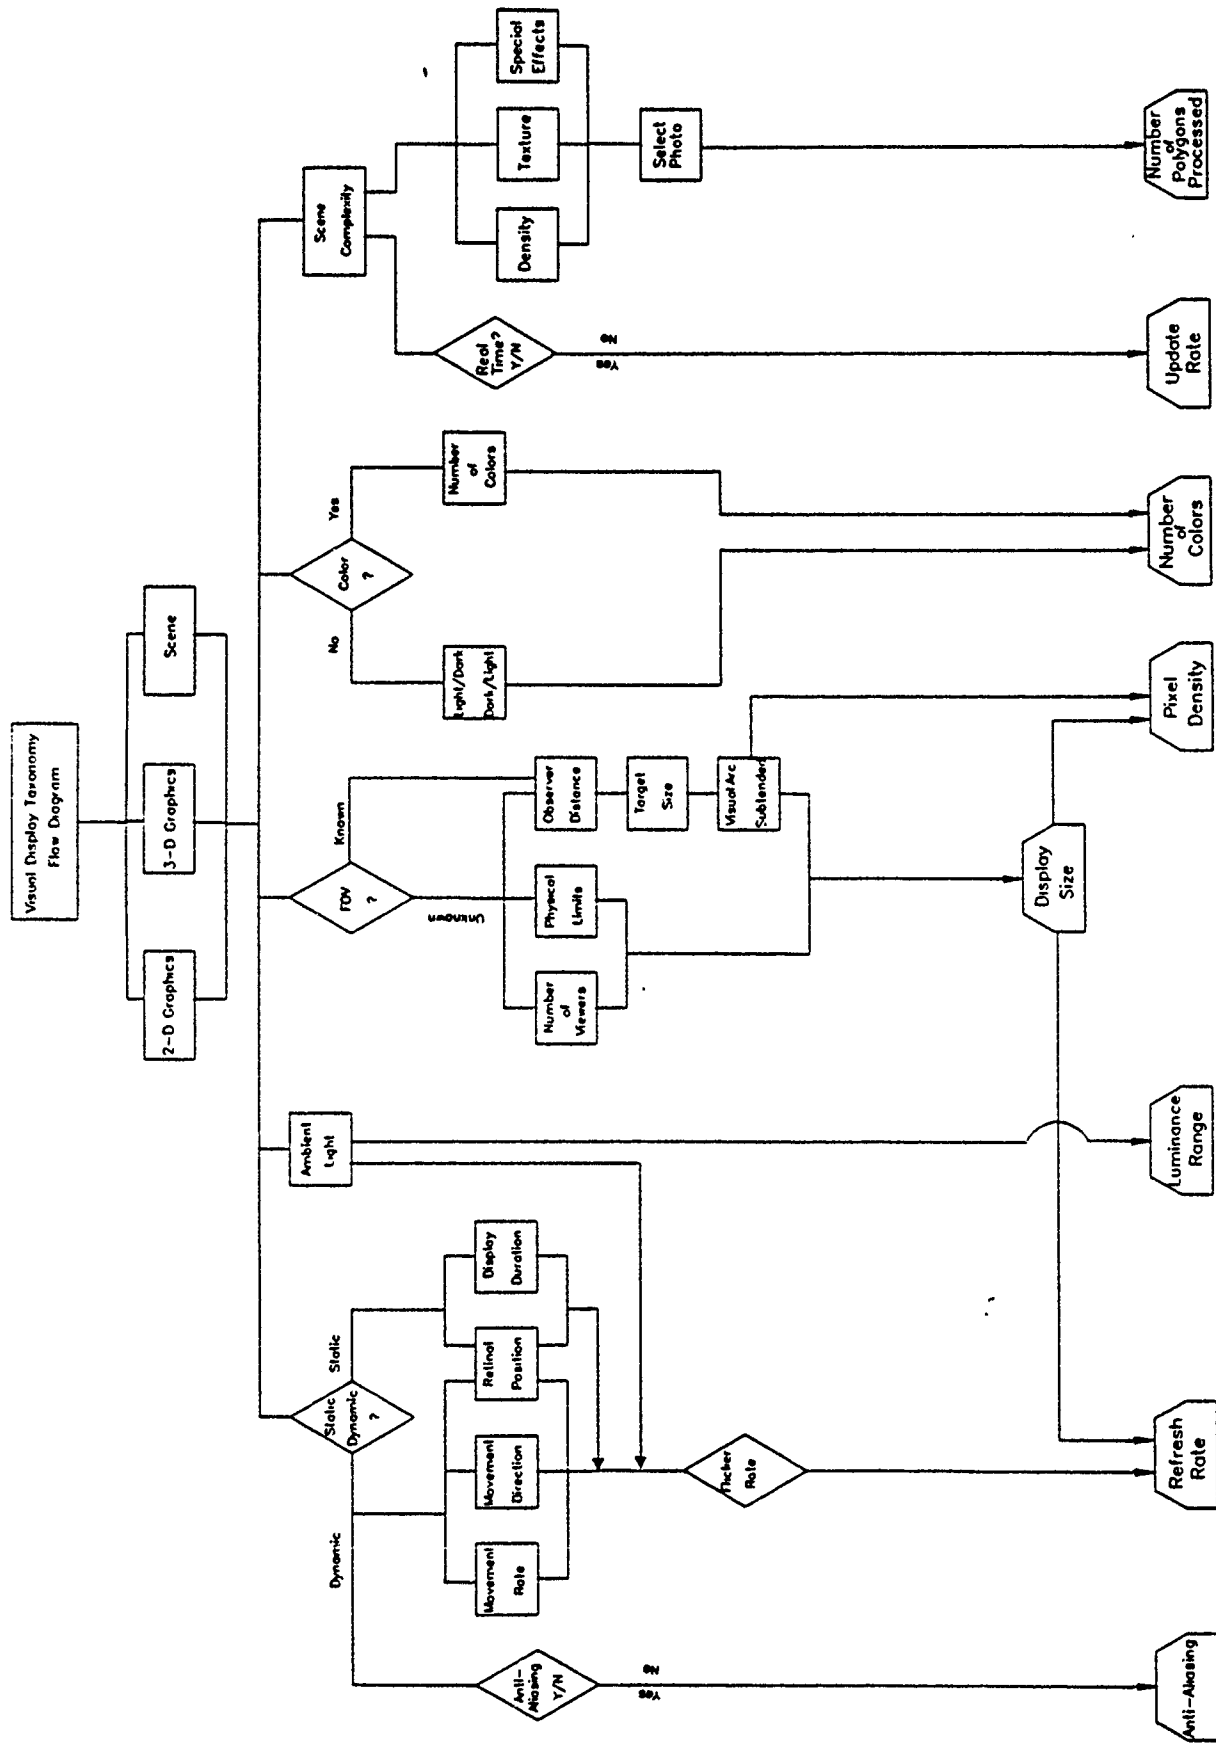 Visual Display Taxonomy
Flow Diagram
2-D Graphics
3-D Graphics
Scene
Static
Dynamic
?
Dynamic
Static
Ambient
Light
FOV
?
Unknown
Known
Color
?
No
Yes
Scene
Complexity
Anti-
Aliasing
Y/N
Yes
No
Movement
Rate
Movement
Direction
Retinal
Position
Display
Duration
Number
of
Viewers
Physical
Limits
Observer
Distance
Target
Size
Visual Arc
Subtended
Light/Dark
Dark/Light
Number
of
Colors
Real
Time?
Y/N
Yes
No
Density
Texture
Special
Effects
Select
Photo
Flicker
Rate
Display
Size
Anti-Aliasing
Refresh
Rate
Luminance
Range
Pixel
Density
Number
of
Colors
Update
Rate
Number
of
Polygons
Processed